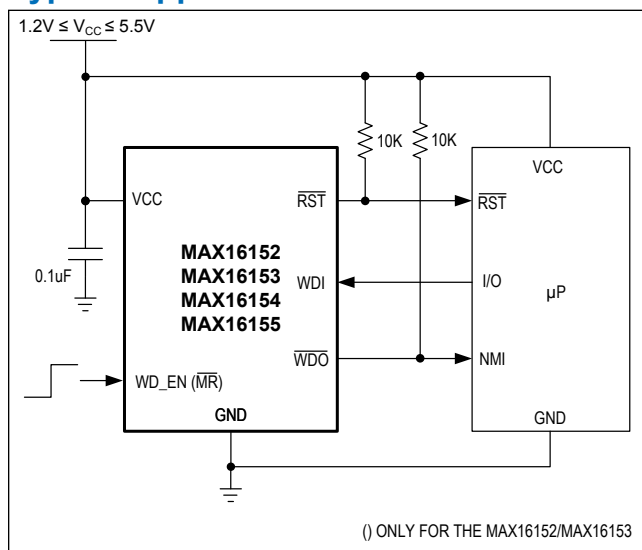 1.2V ≤ VCC ≤ 5.5V
10K
10K
VCC
VCC
RST
RST
0.1uF
MAX16152
MAX16153
MAX16154
MAX16155
WDI
I/O
µP
WDO
NMI
WD_EN (MR)
GND
GND
() ONLY FOR THE MAX16152/MAX16153